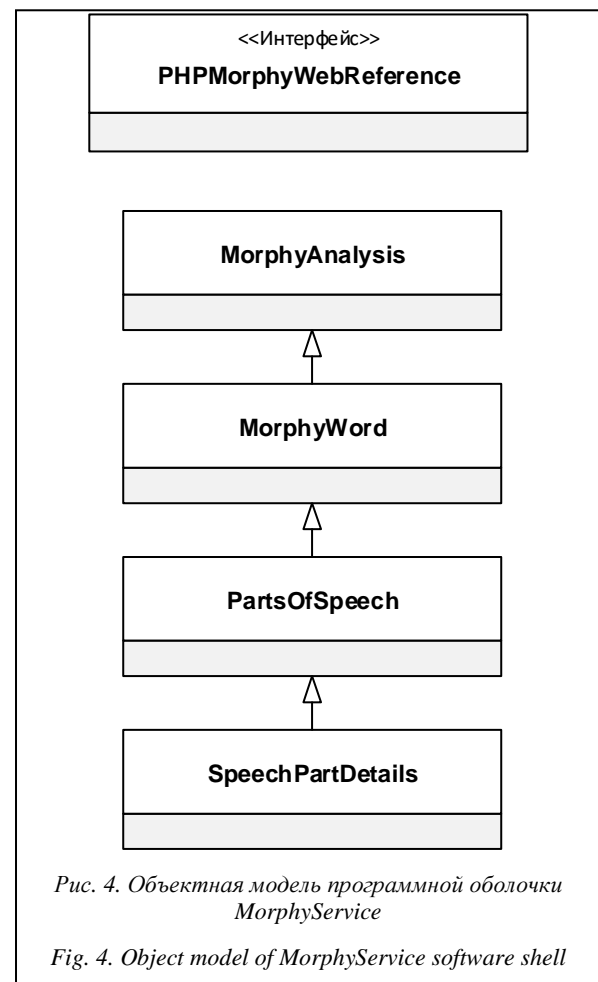 <<Интерфейс>>
PHPMorphyWebReference
MorphyAnalysis
MorphyWord
PartsOfSpeech
SpeechPartDetails
Рис. 4. Объектная модель программной оболочки
MorphyService
Fig. 4. Object model of MorphyService software shell